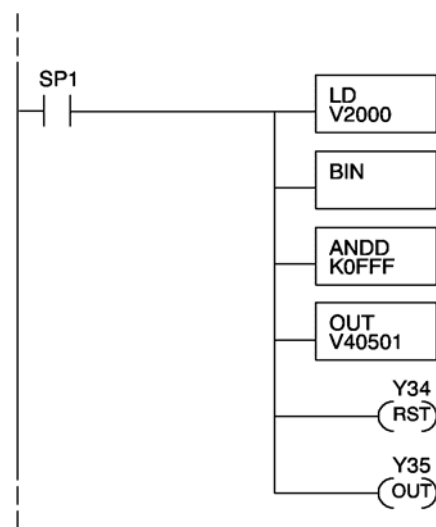 SP1
LD
V2000
BIN
ANDD
K0FFF
OUT
V40501
Y34
RST
Y35
OUT